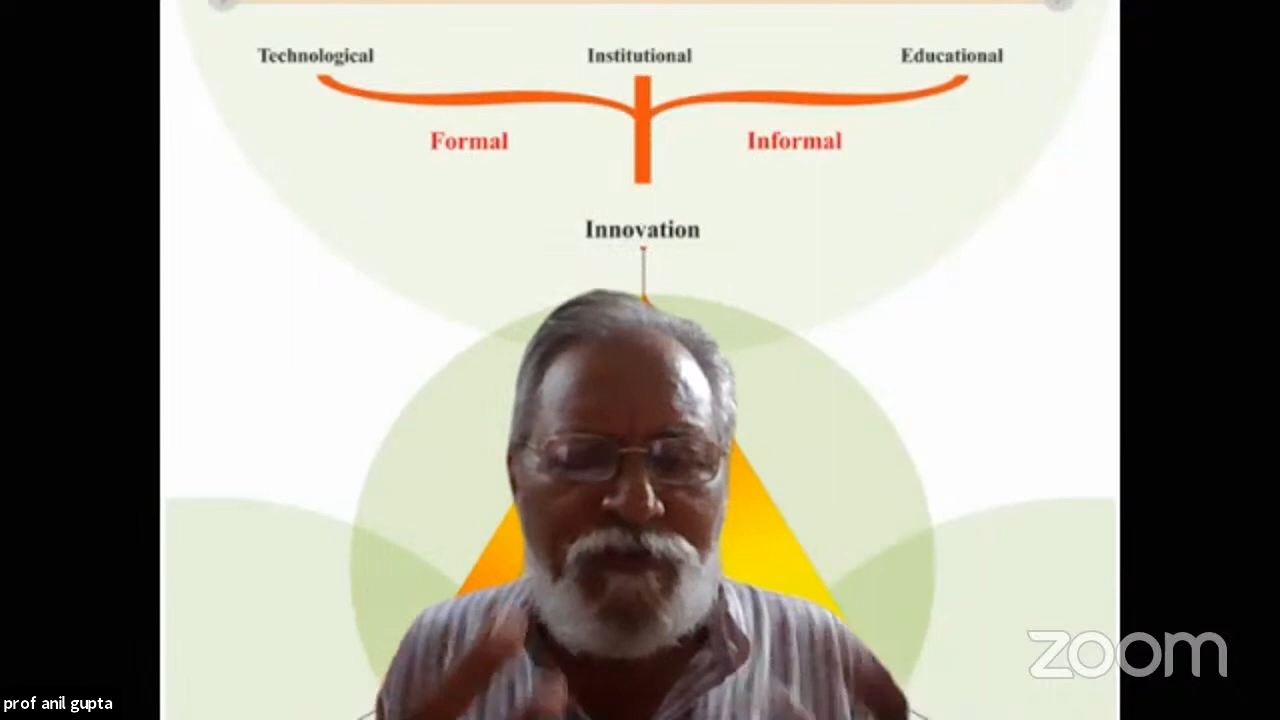 Technological Institutional Educational
Formal Informal
Innovation
zoom
prof anil gupta